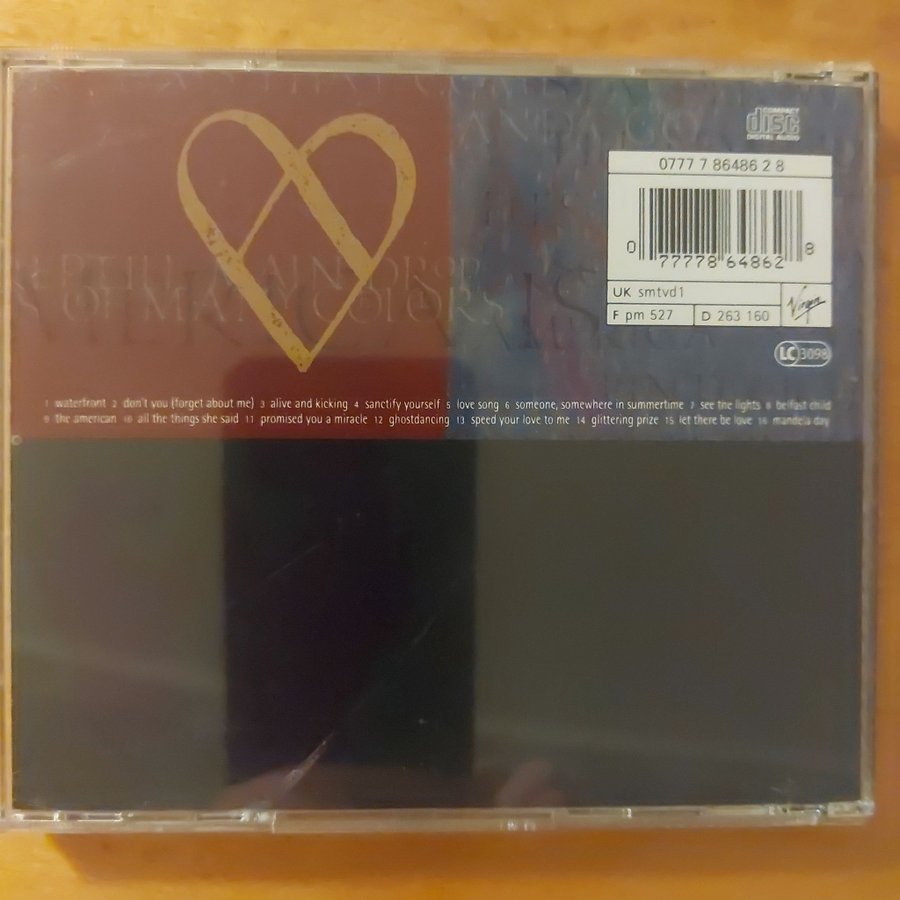 COMPACT
disc
DIGITAL AUDIO
0777 7 86486 2 8
0 77778 64862 8
UK smtvd1
F pm 527 D 263 160
Virgin
LC 3098
OF MANY COLORS
1 waterfront 2 don't you (forget about me) 3 alive and kicking 4 sanctify yourself 5 love song 6 someone, somewhere in summertime 7 see the lights 8 belfast child
9 the american 10 all the things she said 11 promised you a miracle 12 ghostdancing 13 speed your love to me 14 glittering prize 15 let there be love 16 mandela day